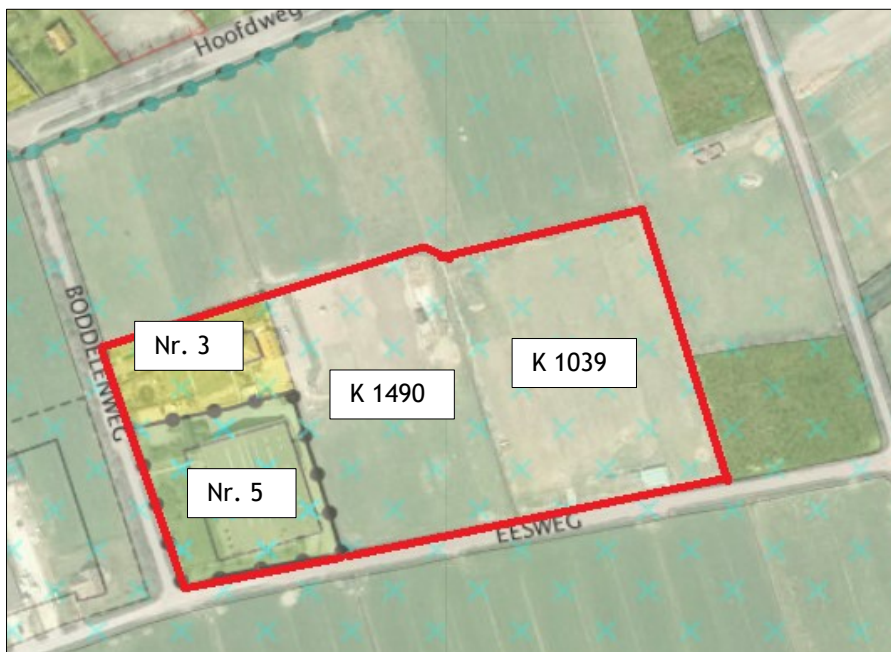 Hoofdweg
BODDELENWEG
Nr. 3
K 1490
K 1039
Nr. 5
EESWEG